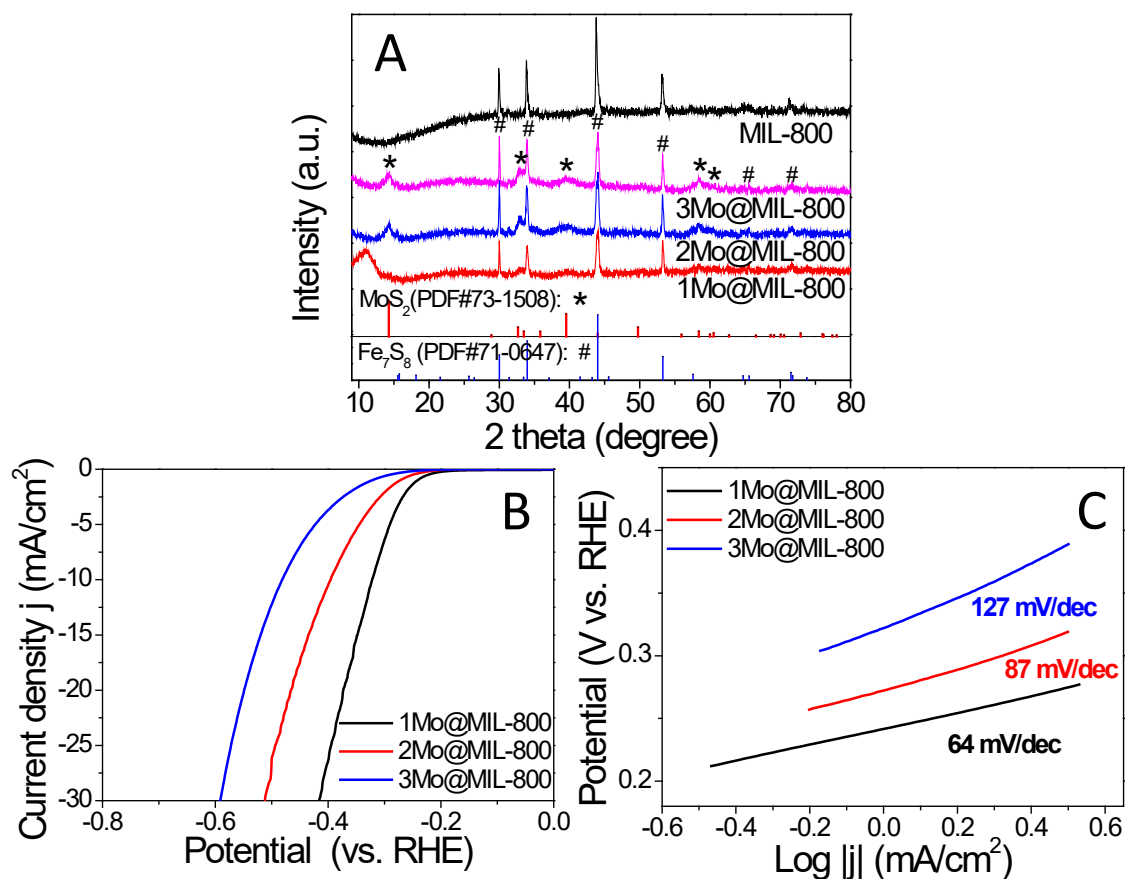 A
Intensity (a.u.)
MIL-800
# # # #
* * * * * # #
3Mo@MIL-800
2Mo@MIL-800
1Mo@MIL-800
MoS₂(PDF#73-1508): *
Fe₇S₈ (PDF#71-0647): #
10 20 30 40 50 60 70 80
2 theta (degree)
B
Current density j (mA/cm²)
0
-5
-10
-15
-20
-25
-30
1Mo@MIL-800
2Mo@MIL-800
3Mo@MIL-800
-0.8 -0.6 -0.4 -0.2 0.0
Potential (vs. RHE)
C
Potential (V vs. RHE)
1Mo@MIL-800
2Mo@MIL-800
3Mo@MIL-800
0.4
0.3
0.2
127 mV/dec
87 mV/dec
64 mV/dec
-0.6 -0.4 -0.2 0.0 0.2 0.4 0.6
Log |j| (mA/cm²)